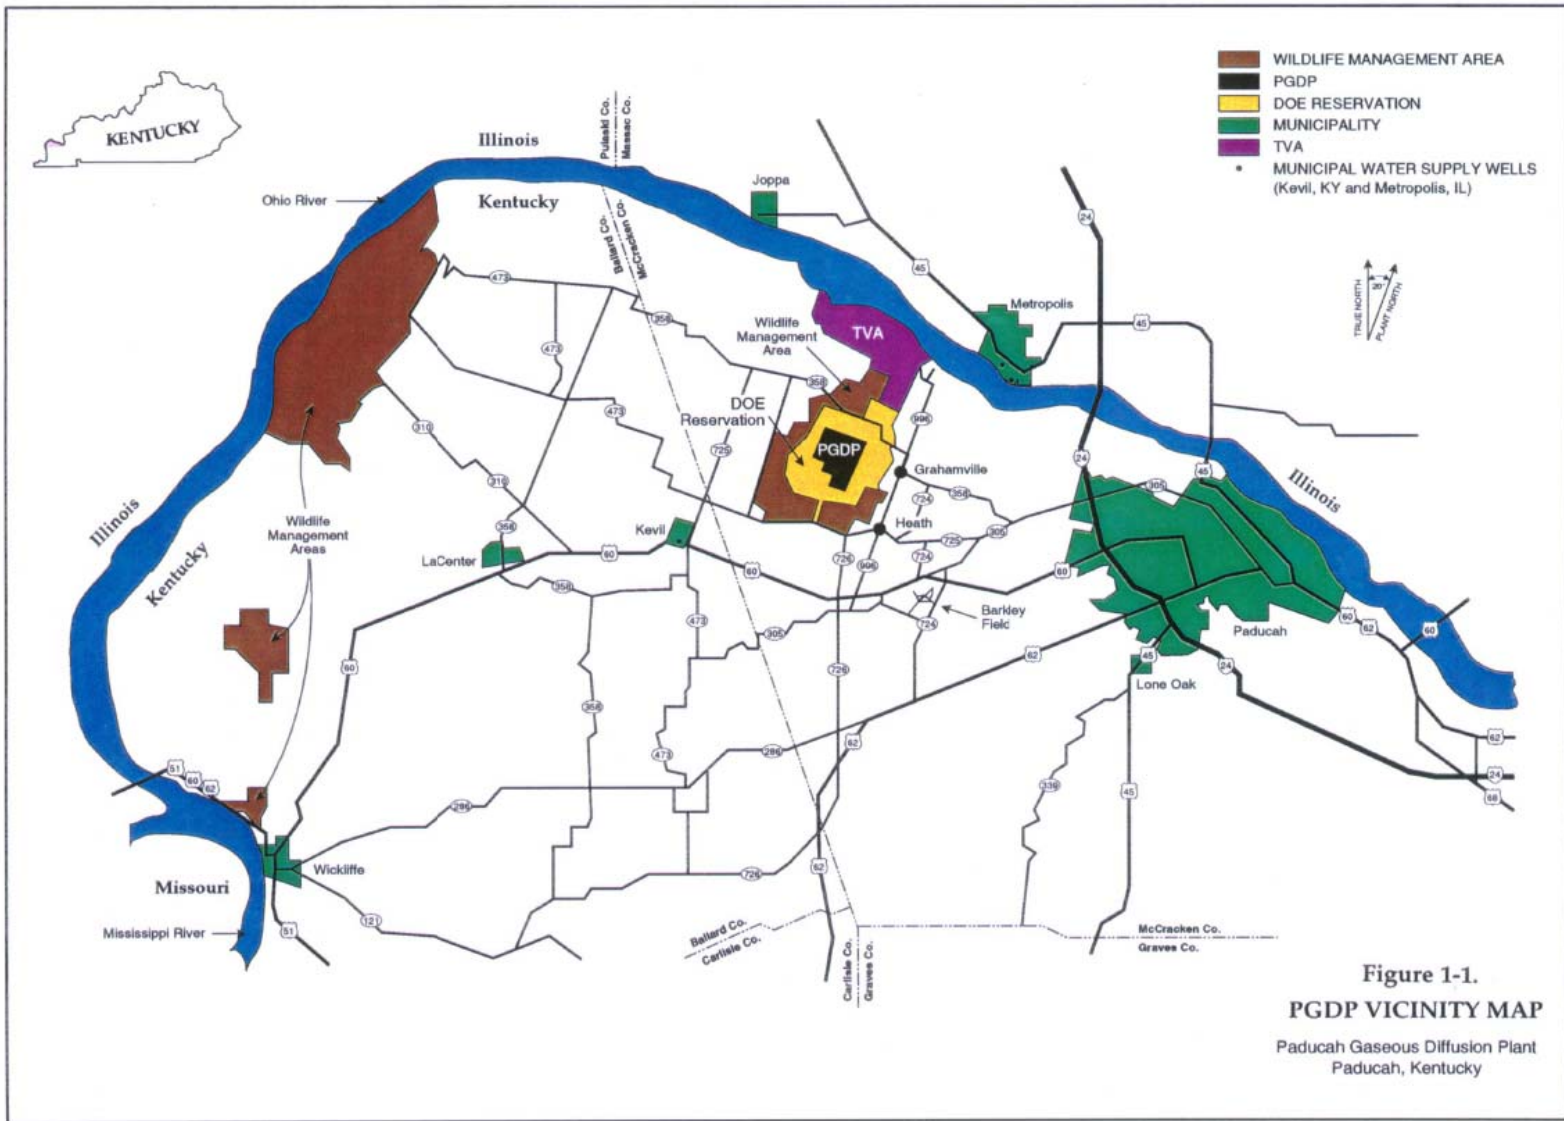 WILDLIFE MANAGEMENT AREA
PGDP
DOE RESERVATION
MUNICIPALITY
TVA
MUNICIPAL WATER SUPPLY WELLS
(Kevil, KY and Metropolis, IL)
KENTUCKY
Illinois
Pulaski Co.
Massac Co.
Ohio River
Kentucky
Joppa
Ballard Co.
McCracken Co.
24
45
473
356
Metropolis
45
TRUE NORTH
20°
PLANT NORTH
TVA
Wildlife
Management
Area
473
358
DOE
Reservation
473
996
310
725
PGDP
24
Grahamville
45
310
724
358
305
Illinois
Illinois
Wildlife
Management
Areas
358
Kevil
Heath
305
LaCenter
60
725
724
726
996
60
60
Kentucky
358
Barkley
Field
473
305
724
Paducah
60
62
60
62
45
24
60
726
Lone Oak
358
62
286
473
62
51
60
62
24
339
45
68
286
62
726
Wickliffe
Missouri
121
Mississippi River
51
Ballard Co.
Carlisle Co.
McCracken Co.
Graves Co.
Carlisle Co.
Graves Co.
Figure 1-1.
PGDP VICINITY MAP
Paducah Gaseous Diffusion Plant
Paducah, Kentucky